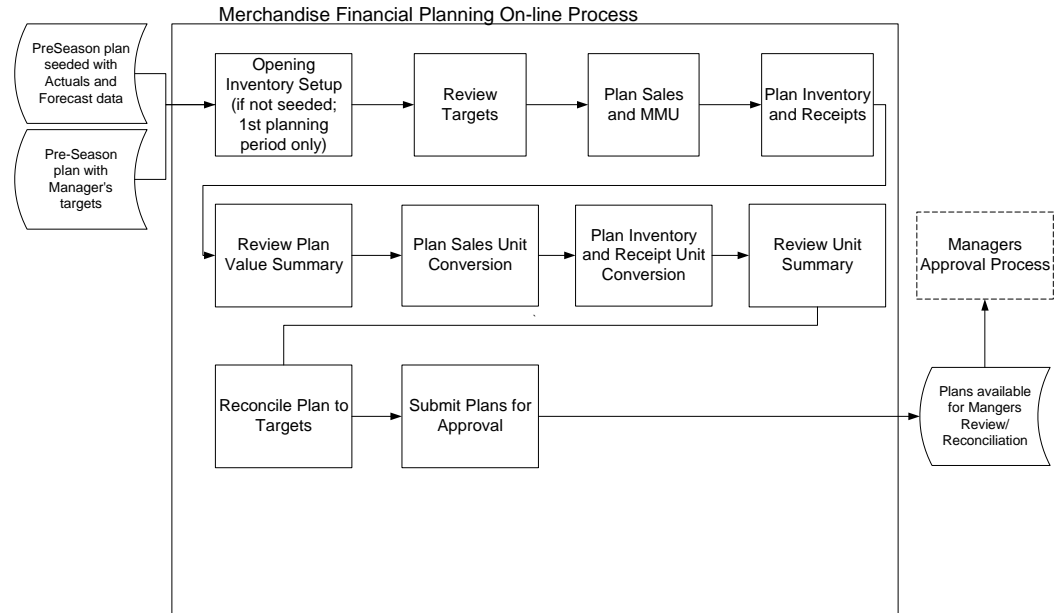 Merchandise Financial Planning On-line Process
PreSeason plan
seeded with
Actuals and
Forecast data
Pre-Season
plan with
Manager's
targets
Opening
Inventory Setup
(if not seeded;
1st planning
period only)
Review
Targets
Plan Sales
and MMU
Plan Inventory
and Receipts
Review Plan
Value Summary
Plan Sales Unit
Conversion
Plan Inventory
and Receipt Unit
Conversion
Review Unit
Summary
Managers
Approval Process
Reconcile Plan to
Targets
Submit Plans for
Approval
Plans available
for Mangers
Review/
Reconciliation